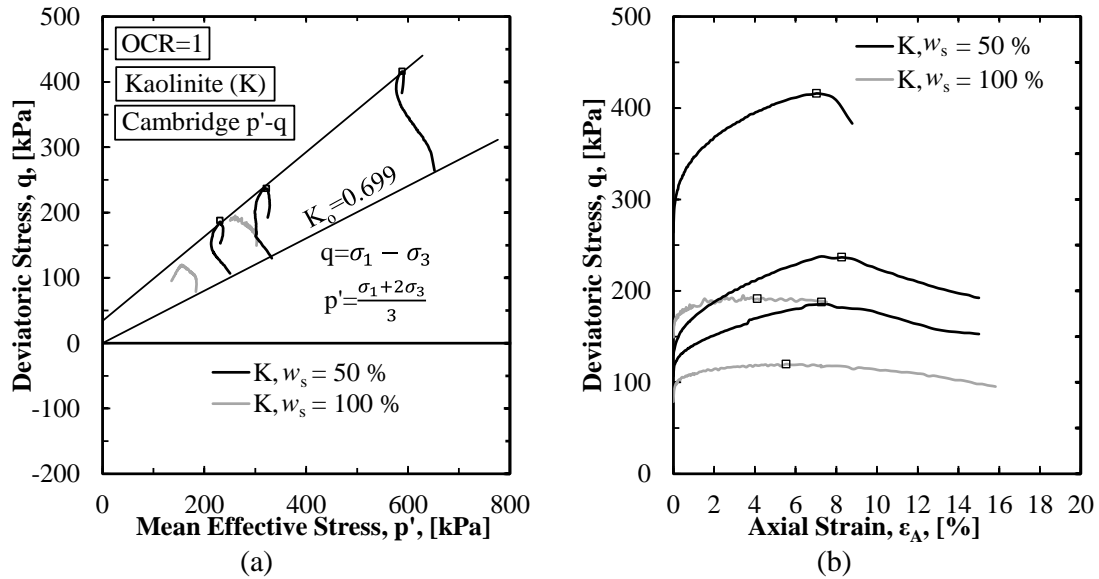 500
400
300
200
100
0
-100
-200
Deviatoric Stress, q, [kPa]
OCR=1
Kaolinite (K)
Cambridge p'-q
K₀=0.699
q=σ₁ − σ₃
p'=(σ₁+2σ₃)/3
K, wₛ = 50 %
K, wₛ = 100 %
0 200 400 600 800
Mean Effective Stress, p', [kPa]
(a)
500
400
300
200
100
0
Deviatoric Stress, q, [kPa]
K, wₛ = 50 %
K, wₛ = 100 %
0 2 4 6 8 10 12 14 16 18 20
Axial Strain, ε_A, [%]
(b)